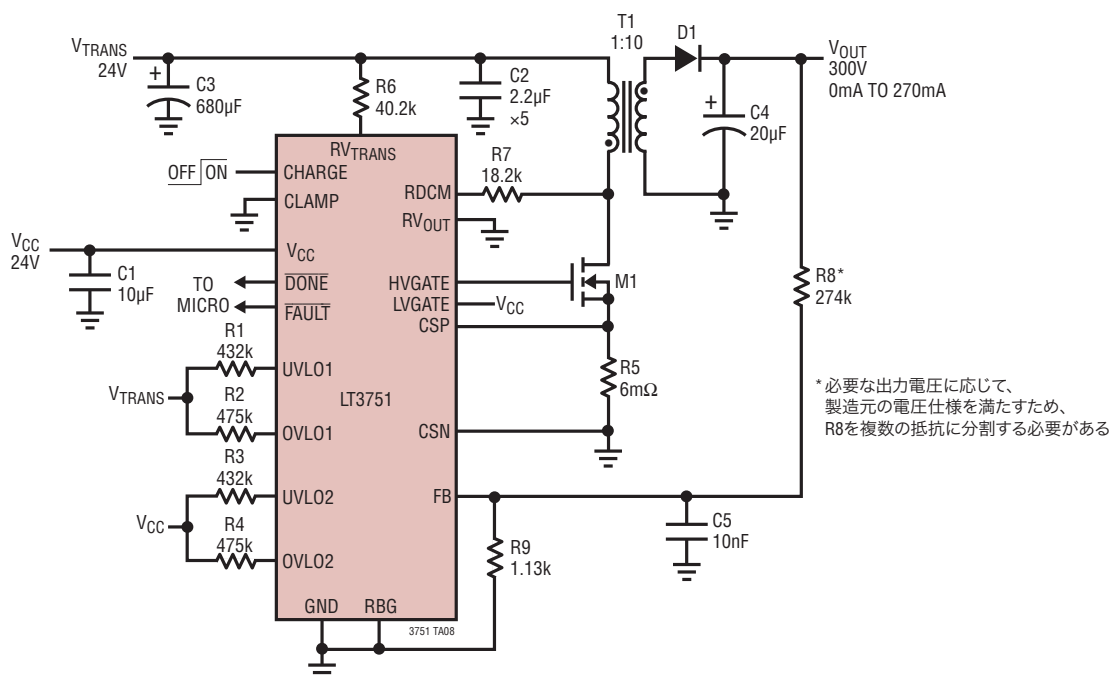 T1
1:10
D1
VTRANS
24V
C3
680µF
+
R6
40.2k
C2
2.2µF
×5
VOUT
300V
0mA TO 270mA
+
C4
20µF
RVTRANS
OFF ON
CHARGE
CLAMP
R7
18.2k
RDCM
RVOUT
VCC
24V
C1
10µF
VCC
TO
MICRO
DONE
FAULT
HVGATE
LVGATE
VCC
CSP
M1
R8*
274k
R1
432k
UVLO1
VTRANS
R2
475k
OVLO1
LT3751
R5
6mΩ
CSN
* 必要な出力電圧に応じて、
製造元の電圧仕様を満たすため、
R8を複数の抵抗に分割する必要がある
R3
432k
UVLO2
VCC
R4
475k
OVLO2
FB
R9
1.13k
C5
10nF
GND
RBG
3751 TA08